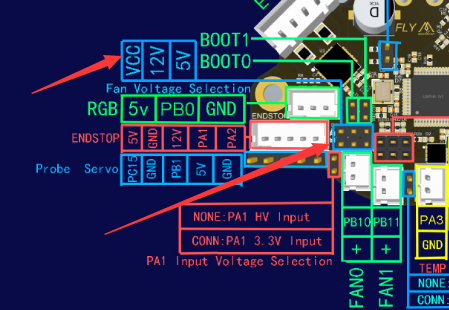 FLY
BOOT1
BOOT0
VCC 12V 5V
Fan Voltage Selection
RGB 5v PB0 GND
ENDSTOP
ENDSTOP 5V GND 12V PA1 PA2
Probe Servo PC15 GND PB1 5V GND
NONE:PA1 HV Input
CONN:PA1 3.3V Input
PA1 Input Voltage Selection
PB10 PB11
+ +
FAN0 FAN1
PA3
GND
TEMP
NONE
CONN: